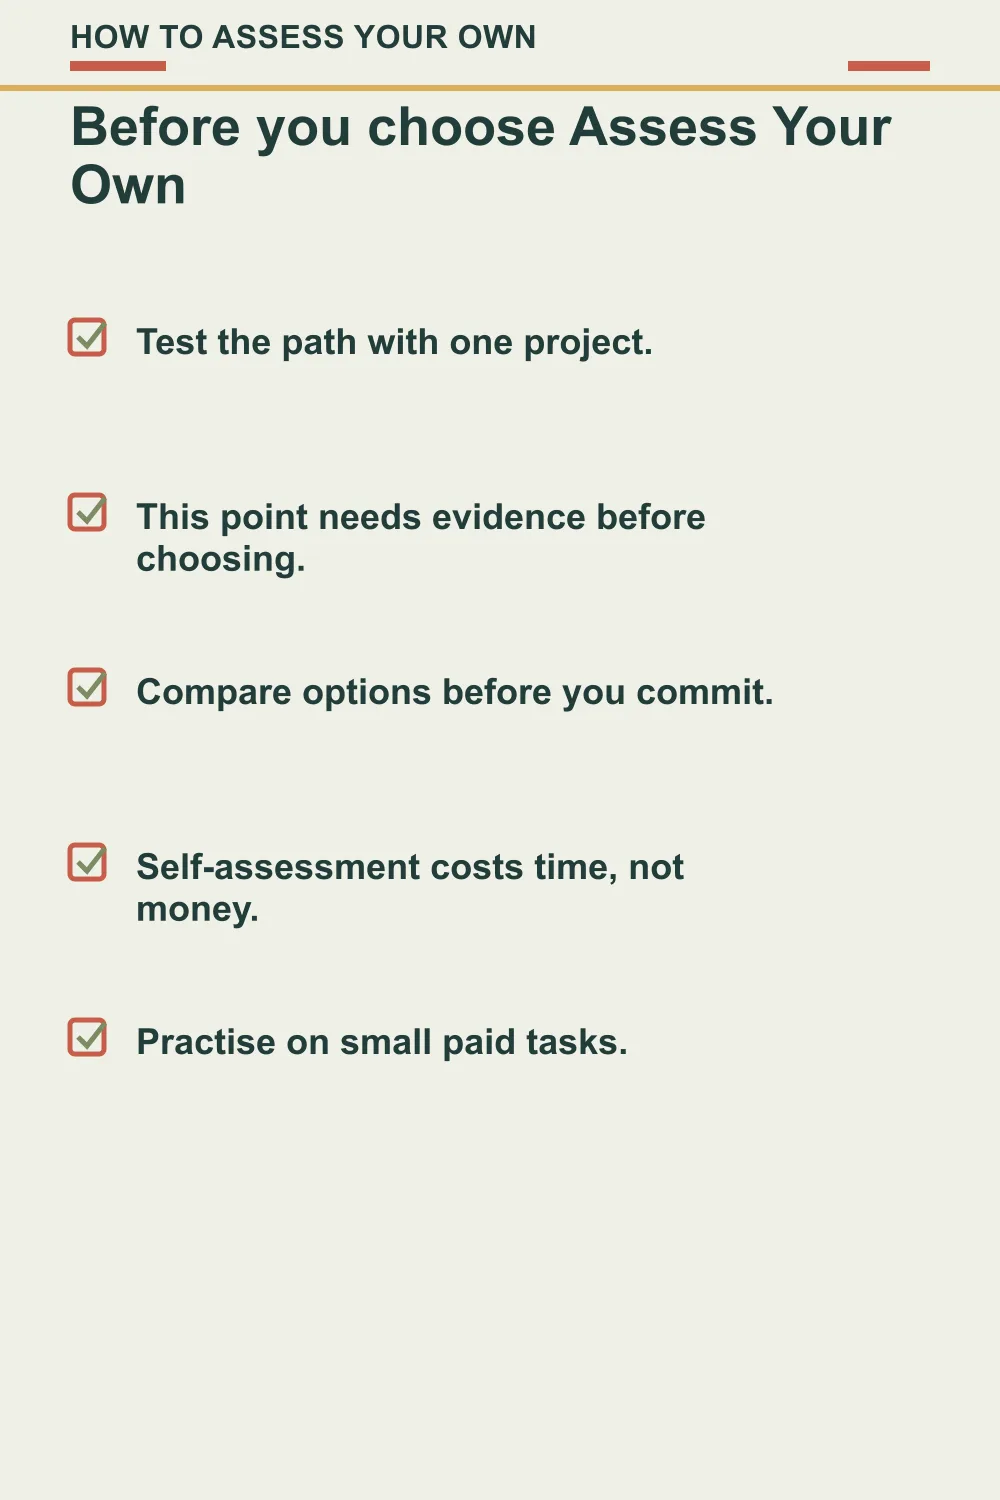 HOW TO ASSESS YOUR OWN
Before you choose Assess Your
Own
Test the path with one project.
This point needs evidence before
choosing.
Compare options before you commit.
Self-assessment costs time, not
money.
Practise on small paid tasks.